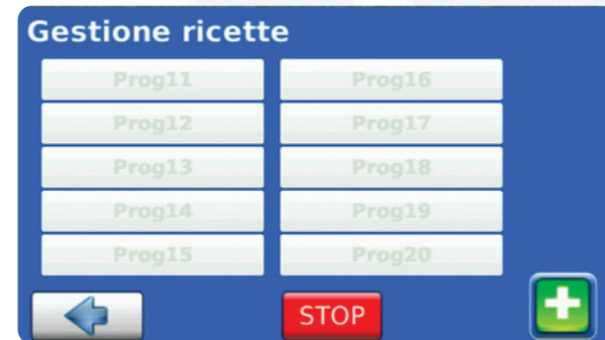 Gestione ricette
Prog11 Prog16
Prog12 Prog17
Prog13 Prog18
Prog14 Prog19
Prog15 Prog20
STOP